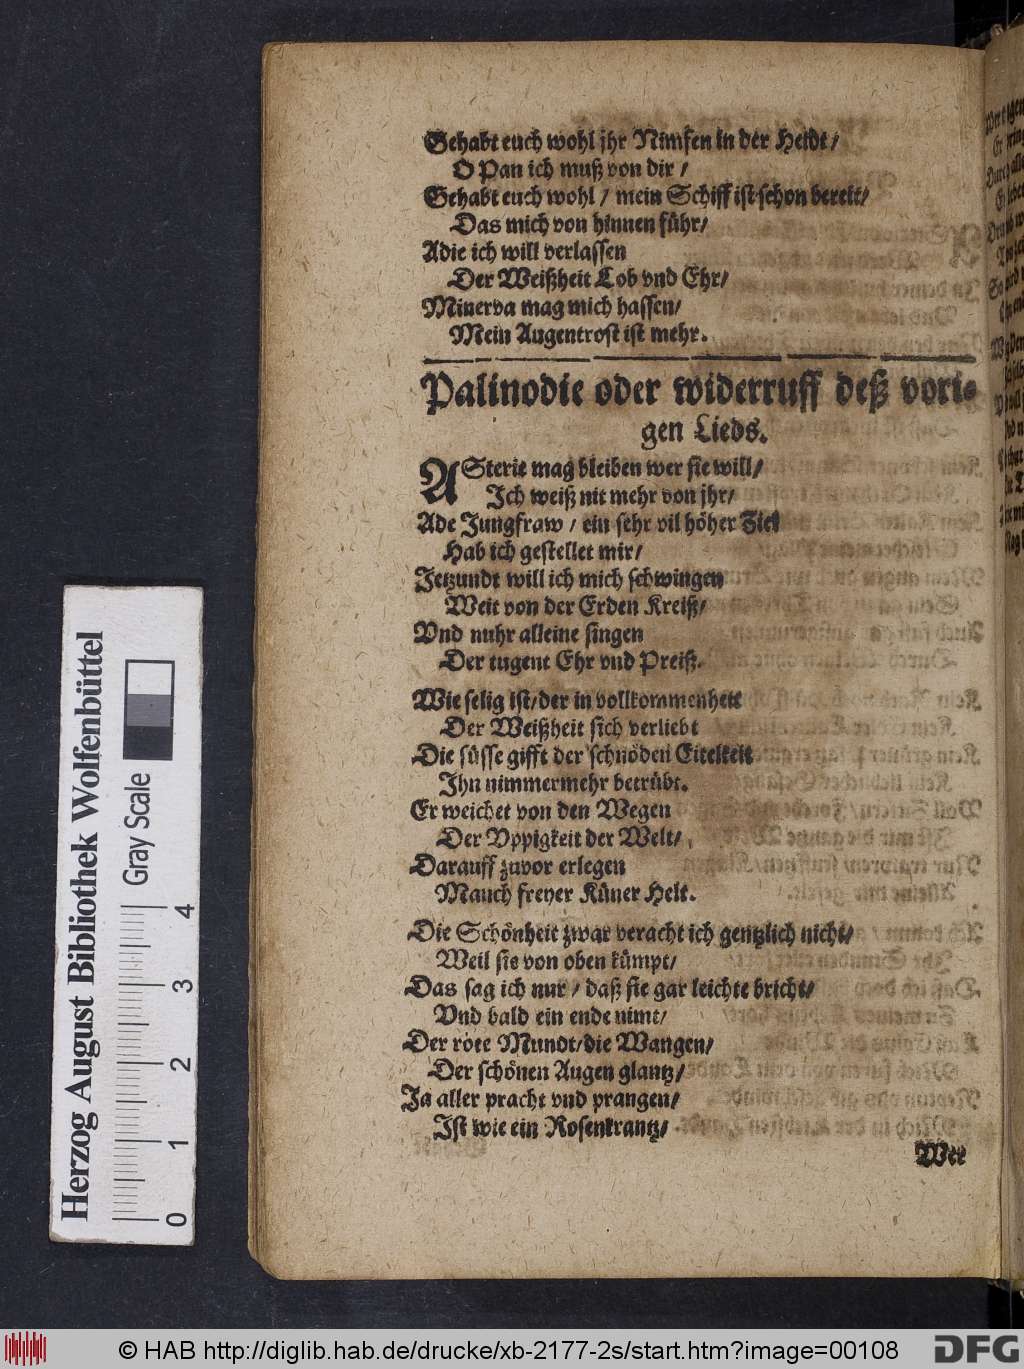 Gehabt euch wohl jhr Nimfen in der Heidt/
O Pan ich muß von dir /
Gehabt euch wohl / mein Schiff ist schon bereit/
Das mich von hinnen führ/
Adie ich will verlassen
Der Weißheit Lob vnd Ehr/
Minerva mag mich hassen/
Mein Augentrost ist mehr.
Palinodie oder widerruff deß vori-
gen Lieds.
ASterie mag bleiben wer sie will/
Ich weiß nit mehr von jhr/
Ade Jungfraw / ein sehr vil höher Ziel
Hab ich gestellet mir/
Jetzundt will ich mich schwingen
Weit von der Erden Kreiß/
Vnd nuhr alleine singen
Der tugent Ehr vnd Preiß.
Wie selig ist/der in vollkommenheit
Der Weißheit sich verliebt
Die süsse gifft der schnöden Eitelkeit
Ihn nimmermehr betrübt.
Er weichet von den Wegen
Der Vppigkeit der Welt/
Darauff zuvor erlegen
Manch freyer Küner Helt.
Die Schönheit zwar veracht ich gentzlich nicht/
Weil sie von oben kümpt/
Das sag ich nur / daß sie gar leichte bricht/
Vnd bald ein ende nimt/
Der rote Mundt/die Wangen/
Der schönen Augen glantz/
Ja aller pracht vnd prangen/
Ist wie ein Rosenkrantz/
Wer
Herzog August Bibliothek Wolfenbüttel
Gray Scale
0 1 2 3 4
© HAB http://diglib.hab.de/drucke/xb-2177-2s/start.htm?image=00108
DFG